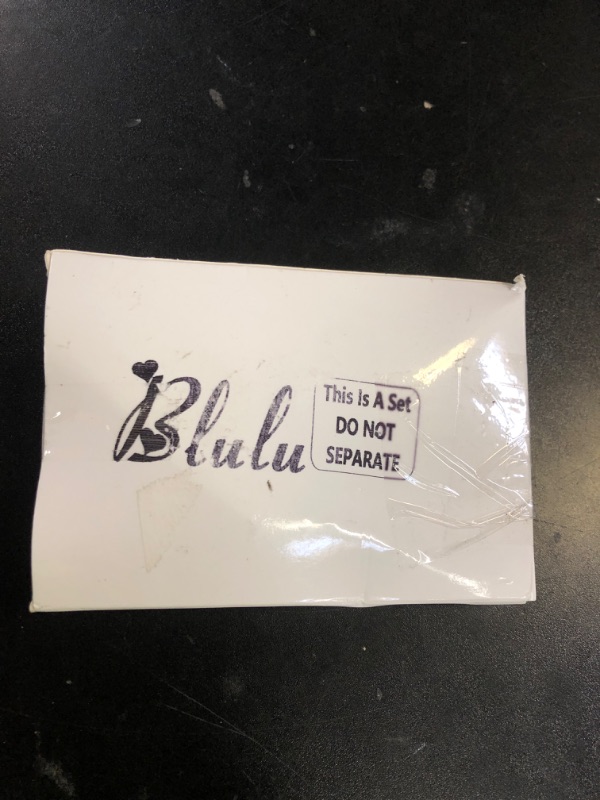 Blulu
This Is A Set
DO NOT
SEPARATE